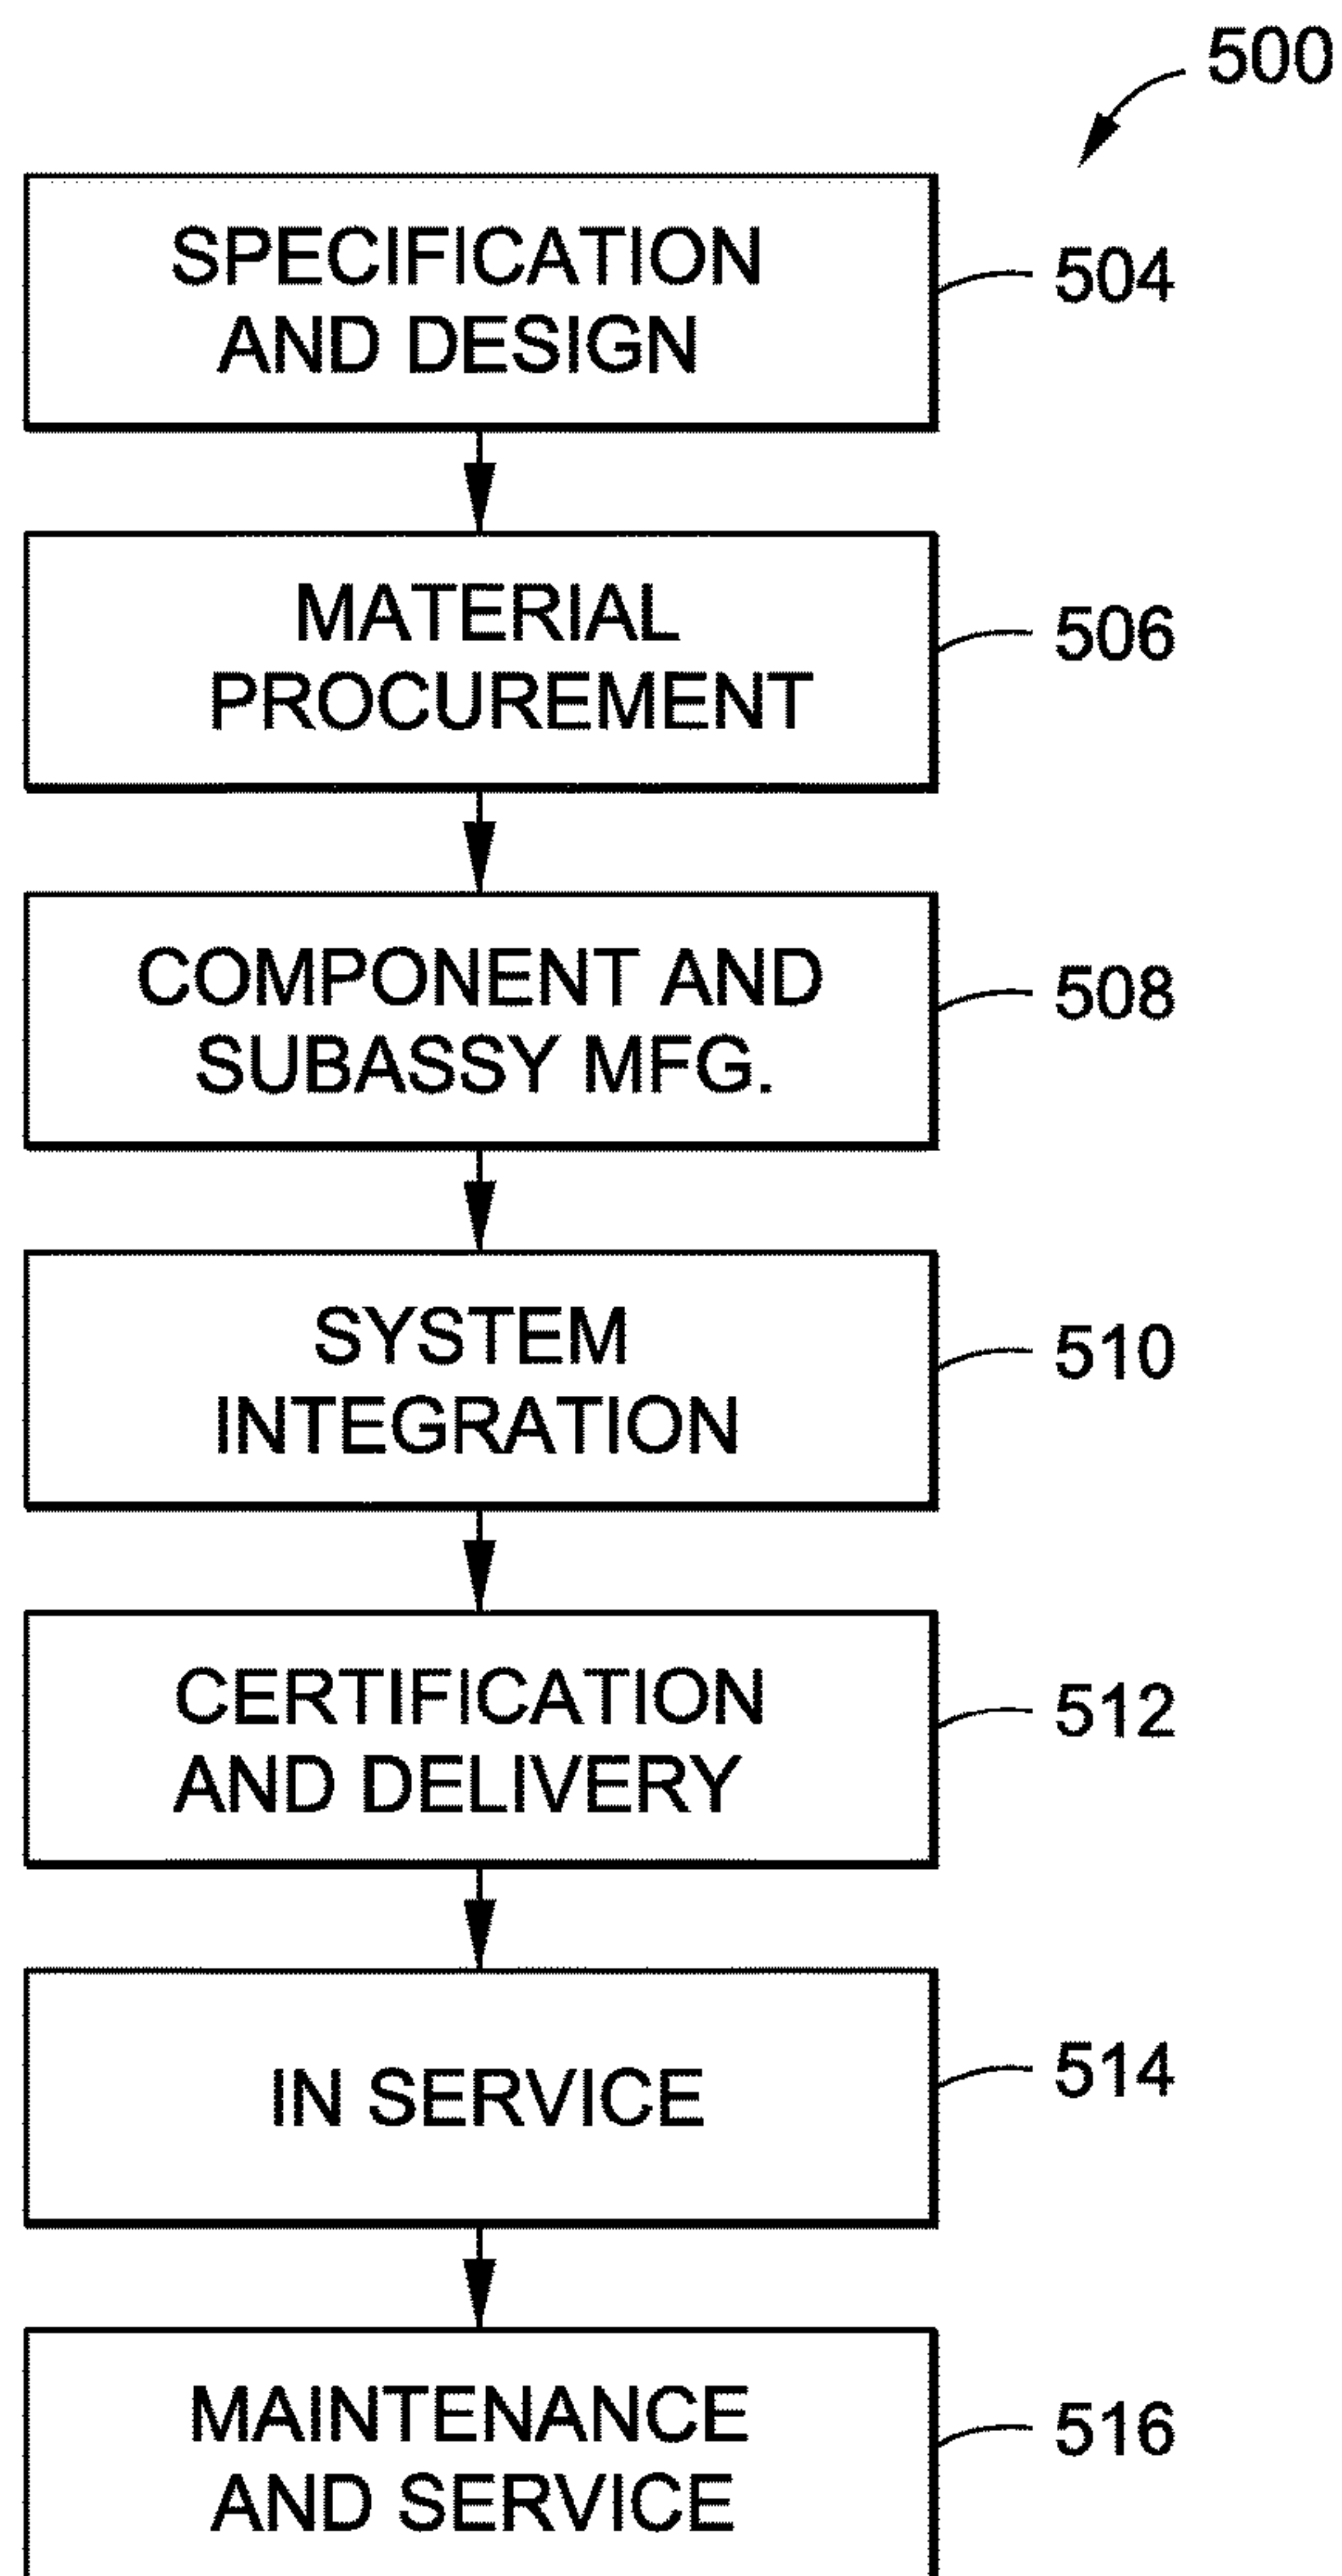 500
SPECIFICATION
AND DESIGN
504
MATERIAL
PROCUREMENT
506
COMPONENT AND
SUBASSY MFG.
508
SYSTEM
INTEGRATION
510
CERTIFICATION
AND DELIVERY
512
IN SERVICE
514
MAINTENANCE
AND SERVICE
516